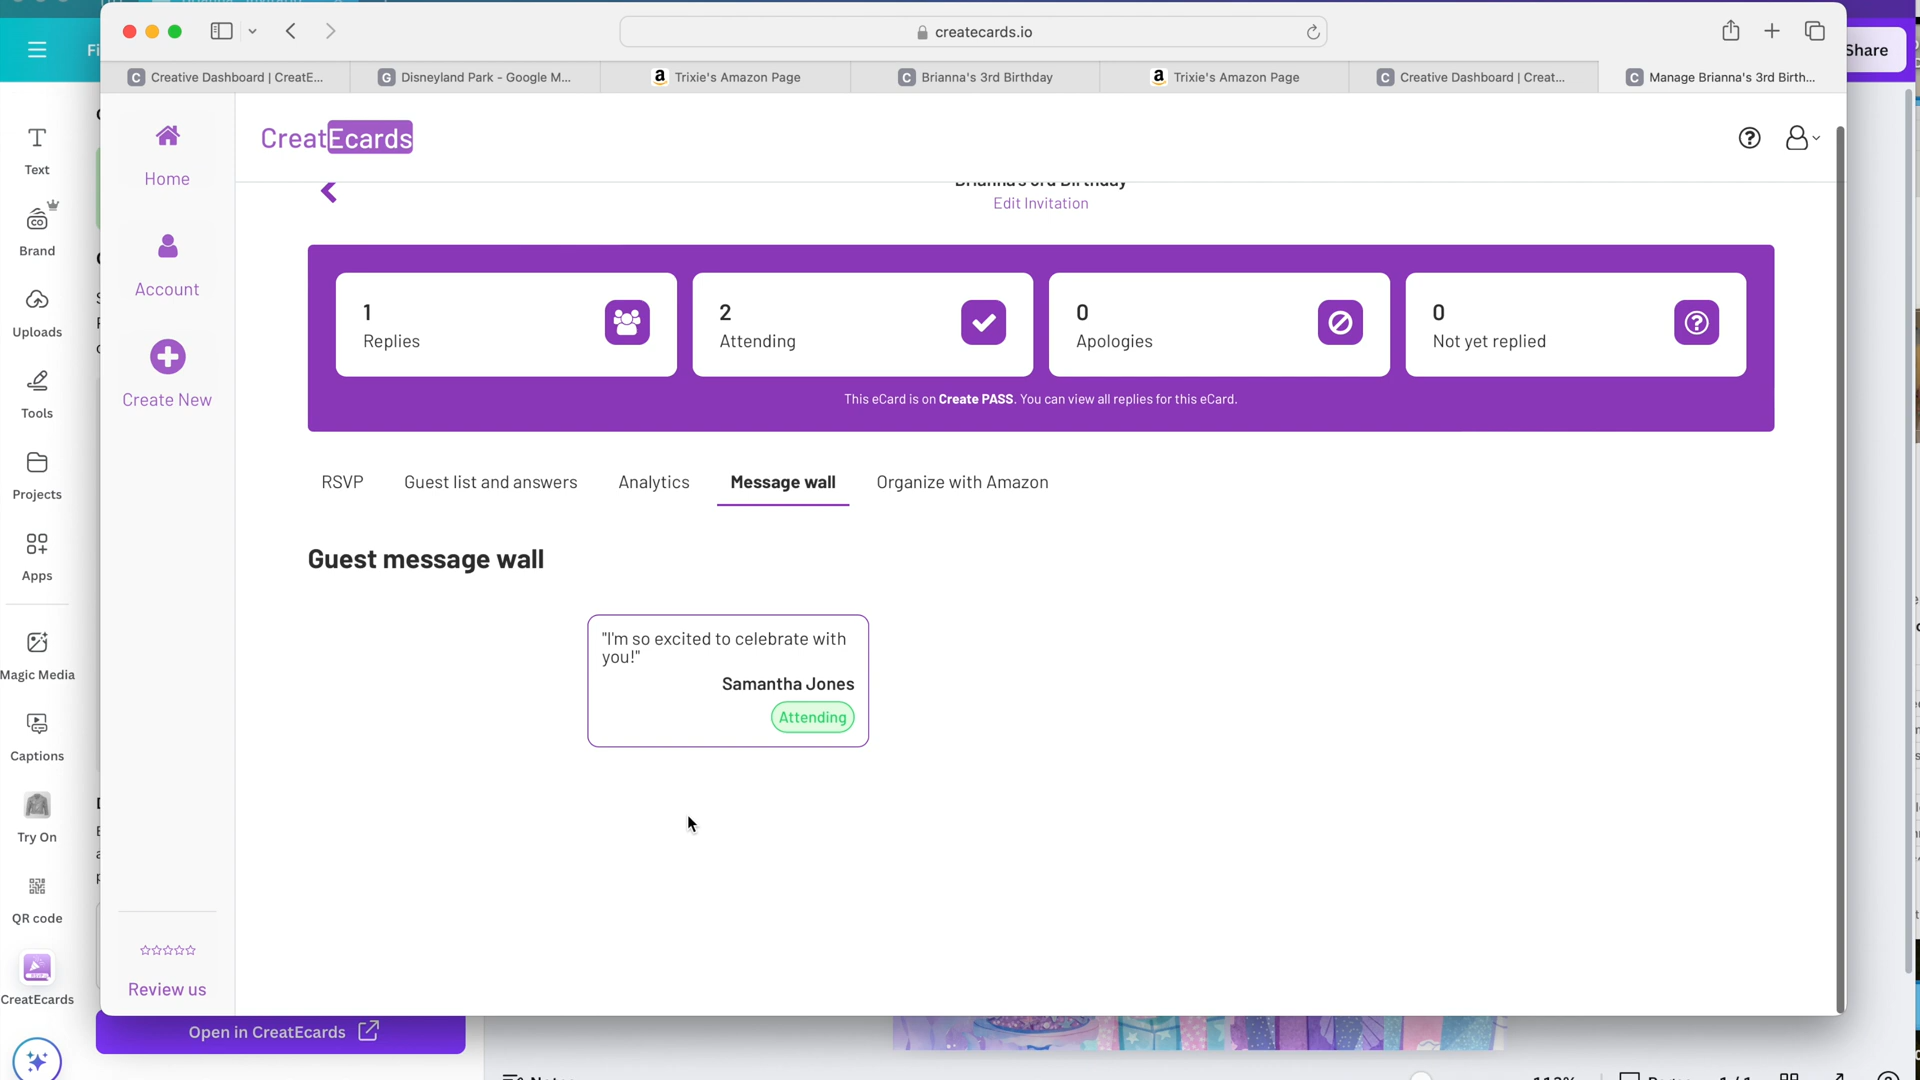 createcards.io
Share
Creative Dashboard | CreatE...
Disneyland Park - Google M...
Trixie's Amazon Page
Brianna's 3rd Birthday
Trixie's Amazon Page
Creative Dashboard | Creat...
Manage Brianna's 3rd Birth...
Fi
Text
Brand
Uploads
Tools
Projects
Apps
Magic Media
Captions
Try On
QR code
CreatEcards
Home
Account
Create New
Review us
CreatEcards
Brianna's 3rd Birthday
Edit Invitation
1
Replies
2
Attending
0
Apologies
0
Not yet replied
This eCard is on Create PASS. You can view all replies for this eCard.
RSVP
Guest list and answers
Analytics
Message wall
Organize with Amazon
Guest message wall
"I'm so excited to celebrate with
you!"
Samantha Jones
Attending
Open in CreatEcards